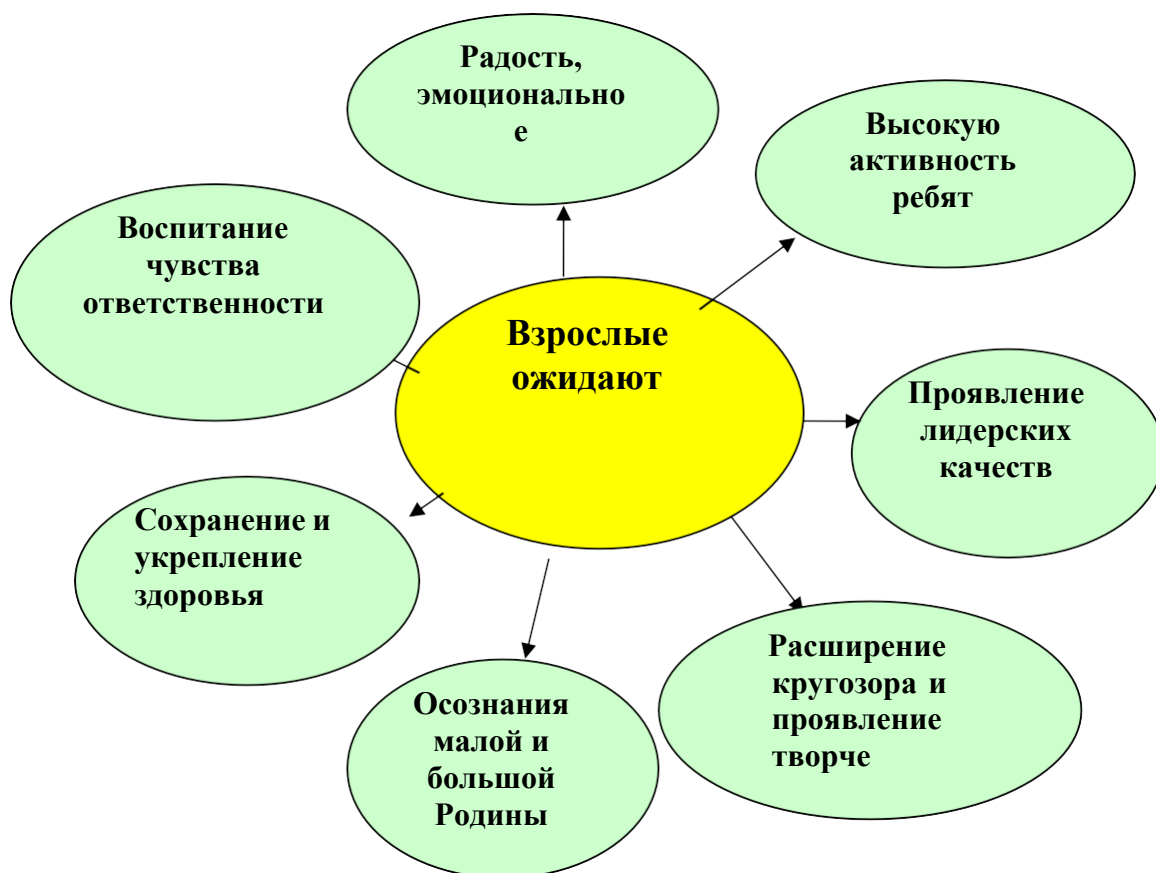 Радость,
эмоционально
е
Высокую
активность
ребят
Воспитание
чувства
ответственности
Взрослые
ожидают
Проявление
лидерских
качеств
Сохранение и
укрепление
здоровья
Расширение
кругозора и
проявление
творче
Осознания
малой и
большой
Родины